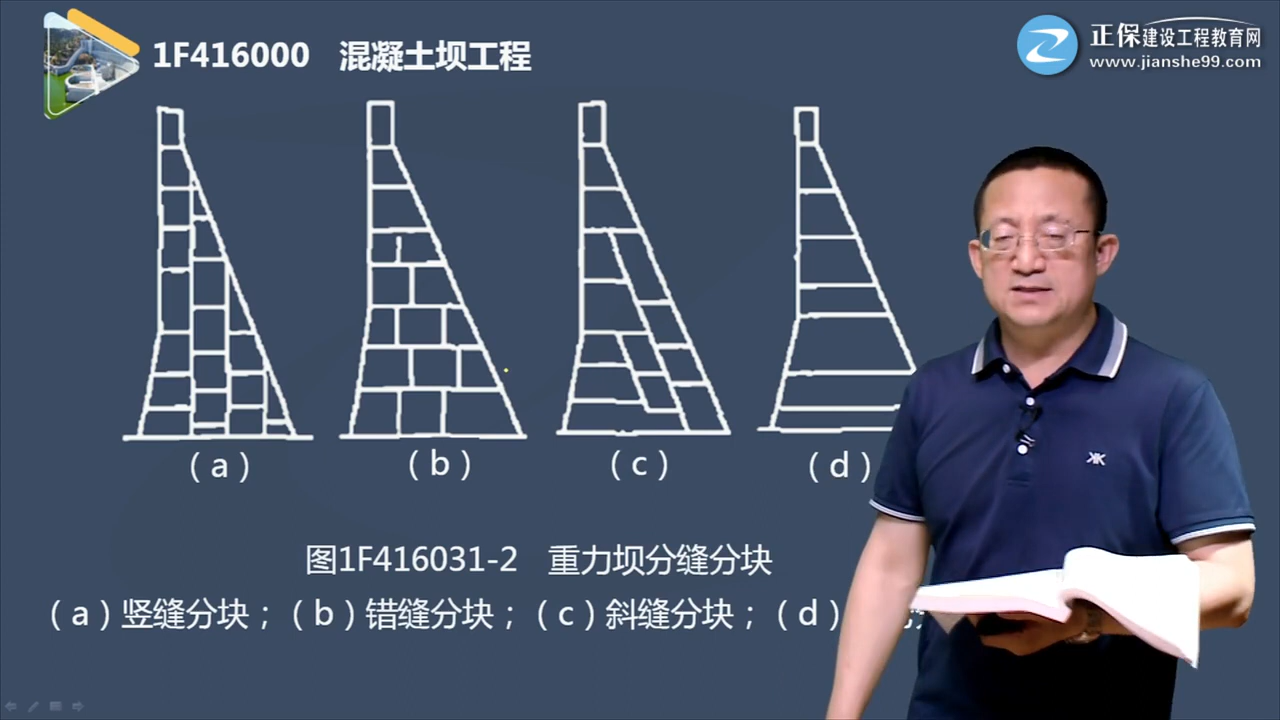 1F416000 混凝土坝工程
正保建设工程教育网
www.jianshe99.com
(a) (b) (c) (d)
图1F416031-2 重力坝分缝分块
(a)竖缝分块；(b)错缝分块；(c)斜缝分块；(d)